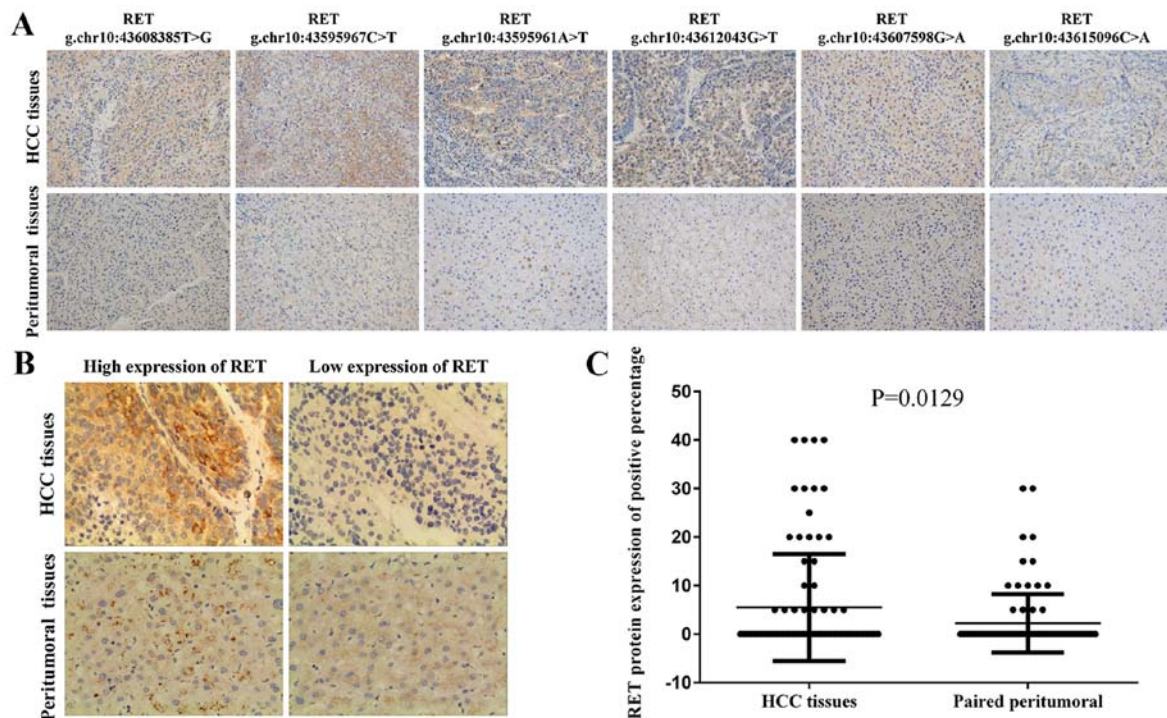 A
RET
g.chr10:43608385T>G
RET
g.chr10:43595967C>T
RET
g.chr10:43595961A>T
RET
g.chr10:43612043G>T
RET
g.chr10:43607598G>A
RET
g.chr10:43615096C>A
HCC tissues
Peritumoral tissues
B
High expression of RET
Low expression of RET
HCC tissues
Peritumoral tissues
C
RET protein expression of positive percentage
P=0.0129
50
40
30
20
10
0
-10
HCC tissues
Paired peritumoral